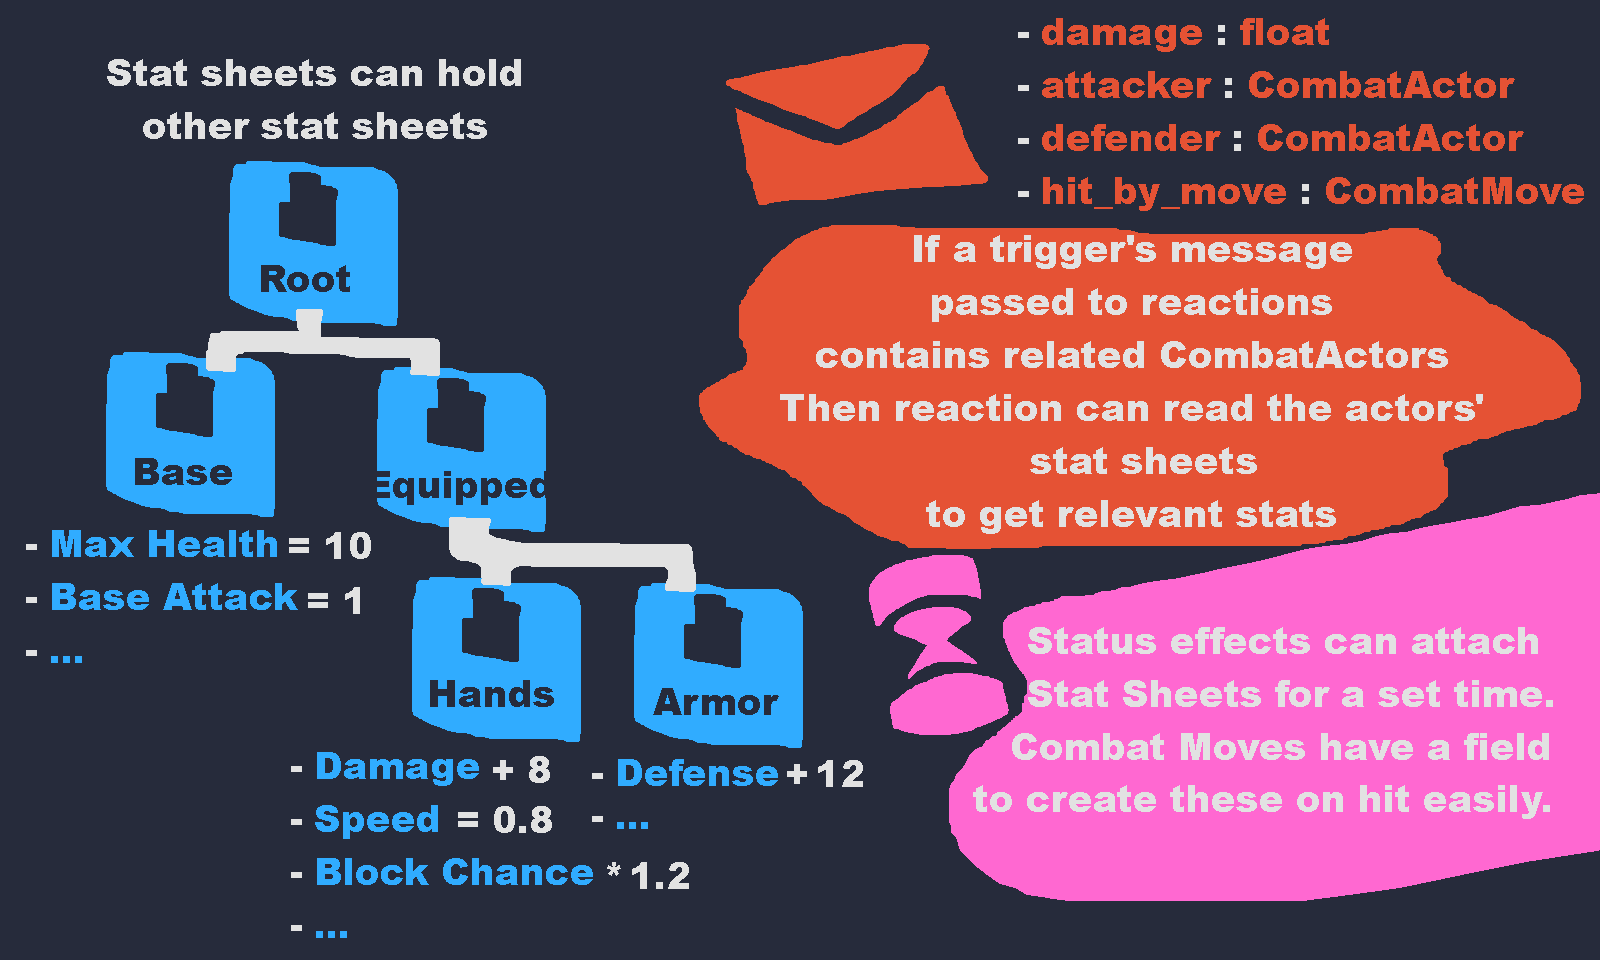 Stat sheets can hold
other stat sheets
Root
Base
Equipped
- Max Health = 10
- Base Attack = 1
- ...
Hands
Armor
- Damage + 8
- Speed = 0.8
- Block Chance * 1.2
- ...
- Defense + 12
- ...
- damage : float
- attacker : CombatActor
- defender : CombatActor
- hit_by_move : CombatMove
If a trigger's message
passed to reactions
contains related CombatActors
Then reaction can read the actors'
stat sheets
to get relevant stats
Status effects can attach
Stat Sheets for a set time.
Combat Moves have a field
to create these on hit easily.